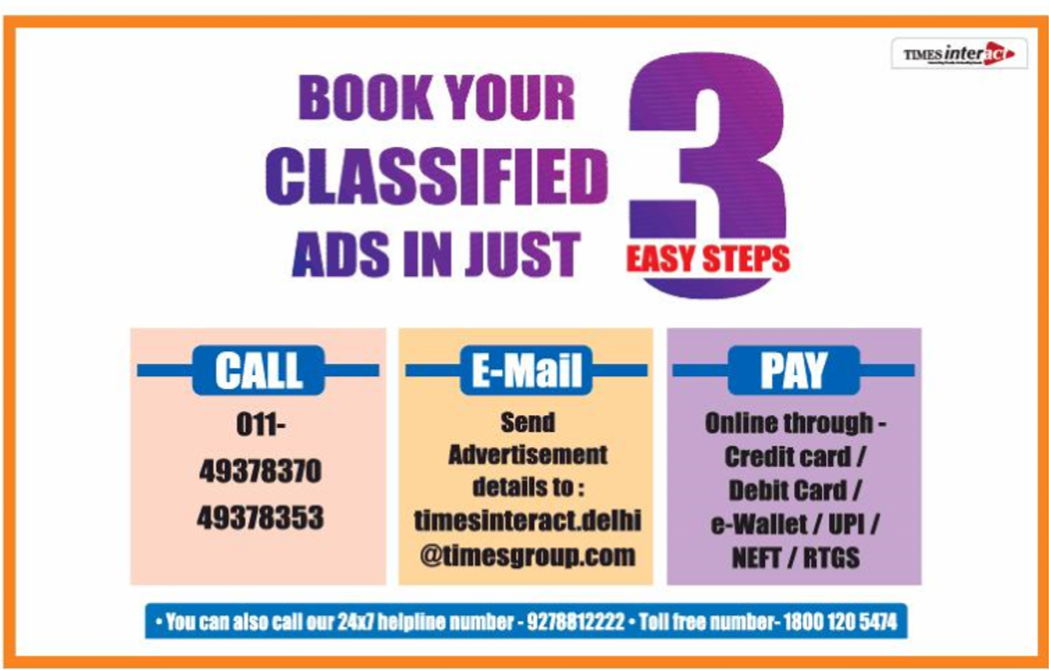 TIMES interact
BOOK YOUR
CLASSIFIED
ADS IN JUST
3
EASY STEPS
CALL
011-
49378370
49378353
E-Mail
Send
Advertisement
details to :
timesinteract.delhi
@timesgroup.com
PAY
Online through -
Credit card /
Debit Card /
e-Wallet / UPI /
NEFT / RTGS
• You can also call our 24x7 helpline number - 9278812222 • Toll free number- 1800 120 5474